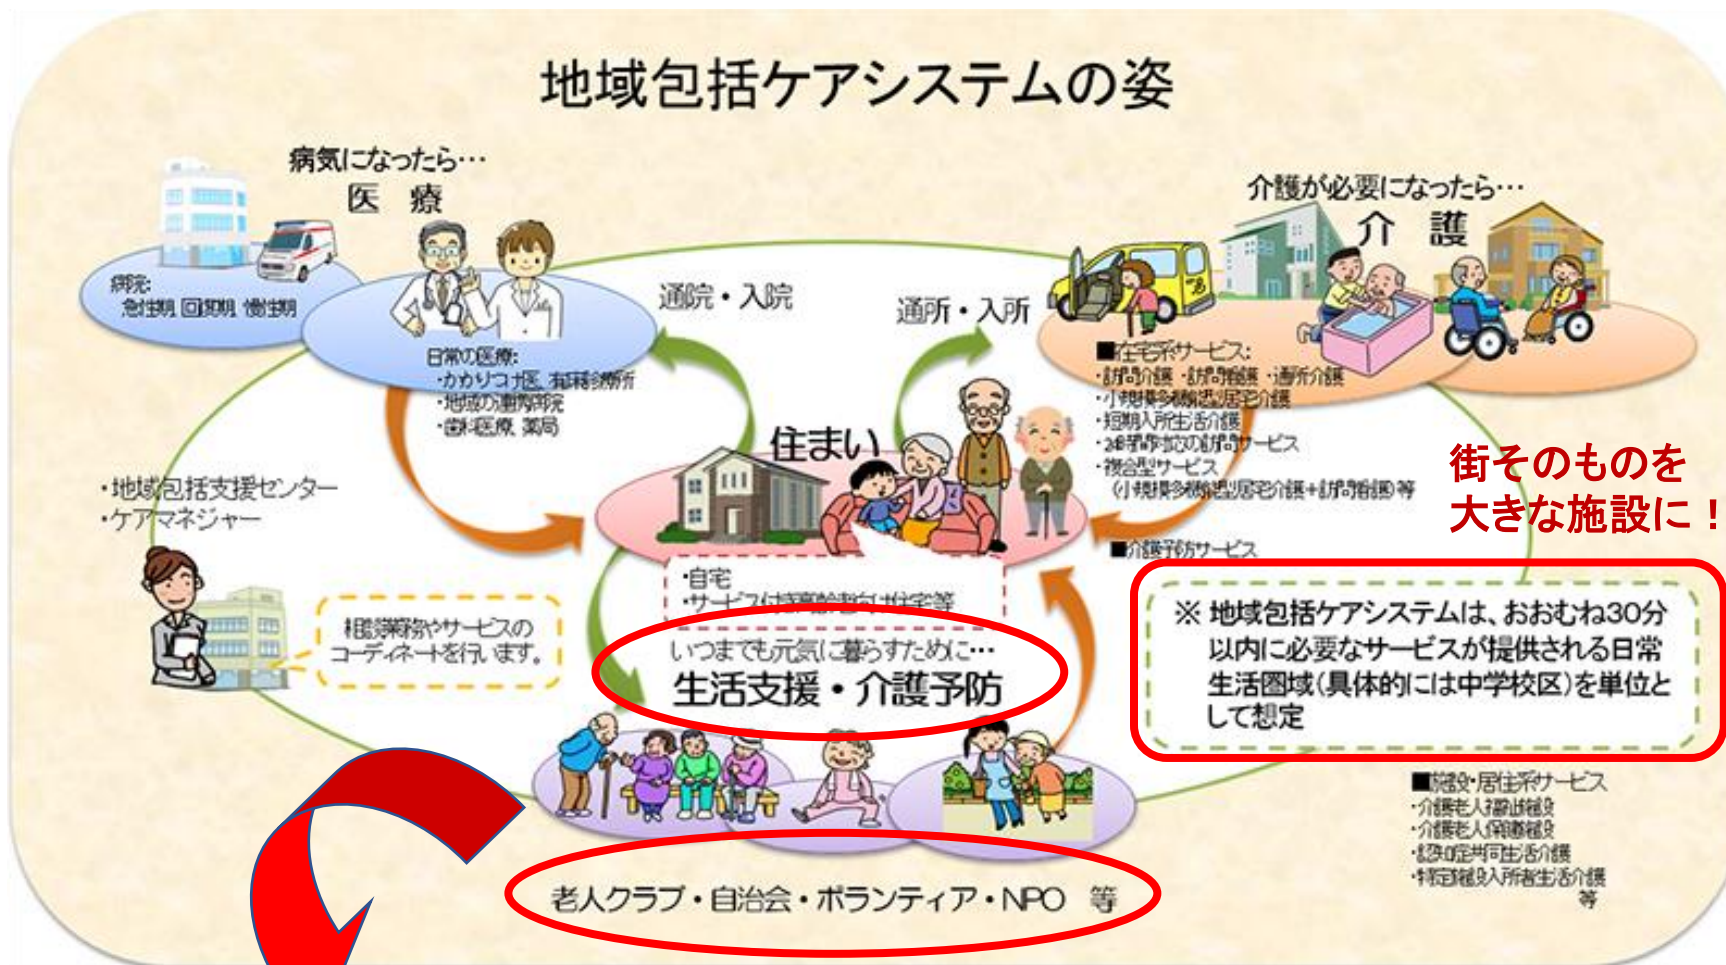 地域包括ケアシステムの姿
病気になったら…
医 療
病院:
急性期 回復期 慢性期
日常の医療:
・かかりつけ医、有床診療所
・地域の連携病院
・歯科医療、薬局
通院・入院
通所・入所
介護が必要になったら…
介 護
■在宅系サービス:
・訪問介護 ・訪問看護 ・通所介護
・小規模多機能型居宅介護
・短期入所生活介護
・24時間対応の訪問サービス
・複合型サービス
(小規模多機能型居宅介護+訪問看護)等
■介護予防サービス
住まい
・自宅
・サービス付き高齢者向け住宅等
・地域包括支援センター
・ケアマネジャー
相談業務やサービスの
コーディネートを行います。
いつまでも元気に暮らすために…
生活支援・介護予防
老人クラブ・自治会・ボランティア・NPO 等
街そのものを
大きな施設に!
※ 地域包括ケアシステムは、おおむね30分
以内に必要なサービスが提供される日常
生活圏域(具体的には中学校区)を単位と
して想定
■施設・居住系サービス
・介護老人福祉施設
・介護老人保健施設
・認知症共同生活介護
・特定施設入所者生活介護
等